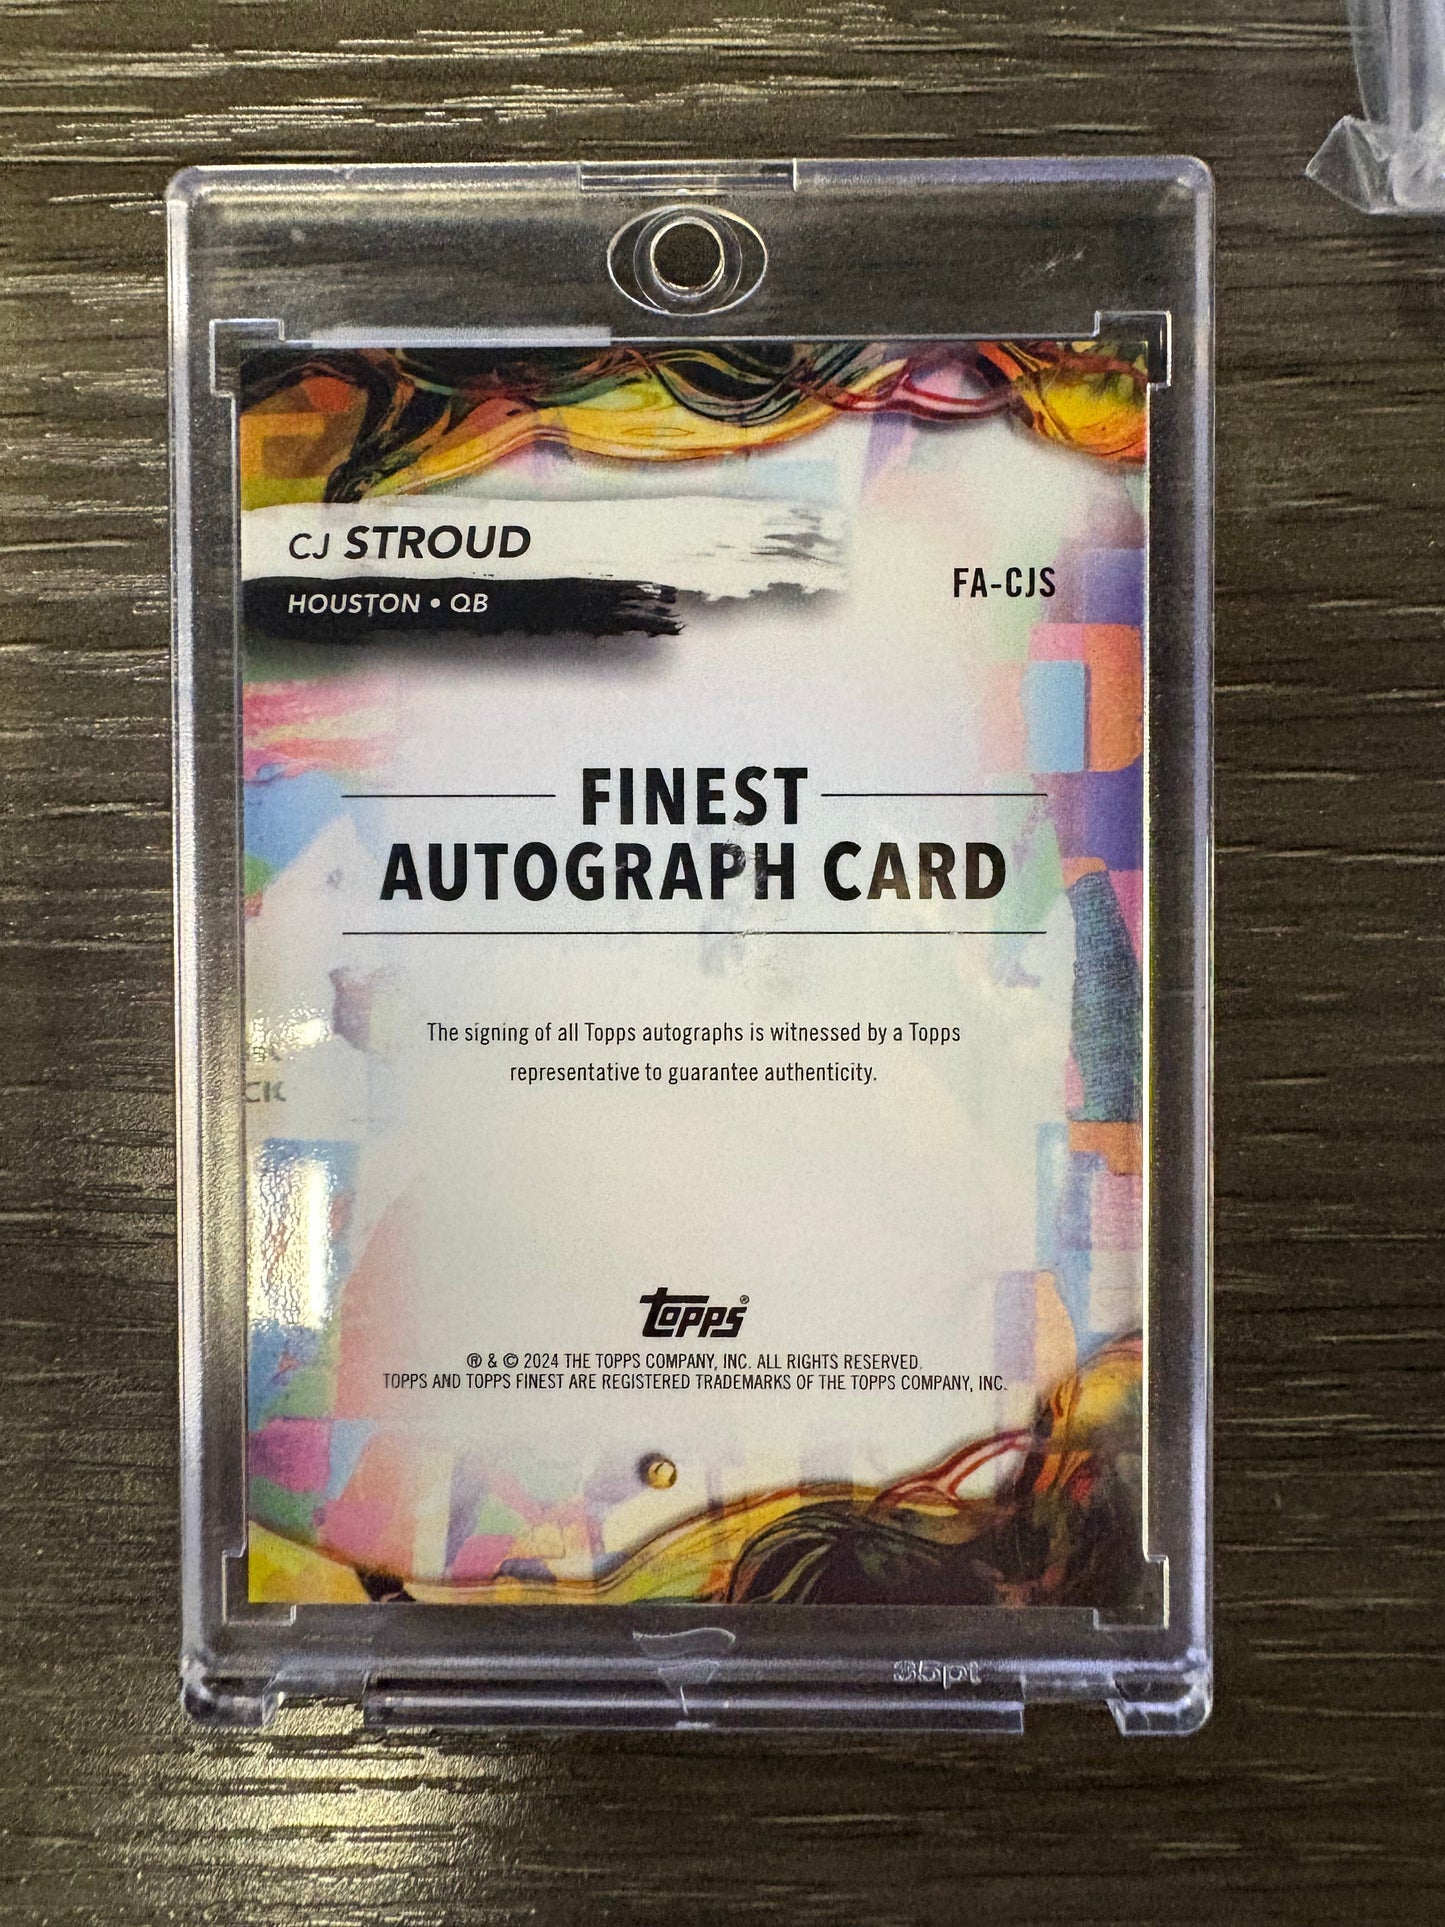 CJ STROUD
HOUSTON • QB
FA-CJS
FINEST
AUTOGRAPH CARD
The signing of all Topps autographs is witnessed by a Topps
representative to guarantee authenticity.
topps®
® & © 2024 THE TOPPS COMPANY, INC. ALL RIGHTS RESERVED.
TOPPS AND TOPPS FINEST ARE REGISTERED TRADEMARKS OF THE TOPPS COMPANY, INC.